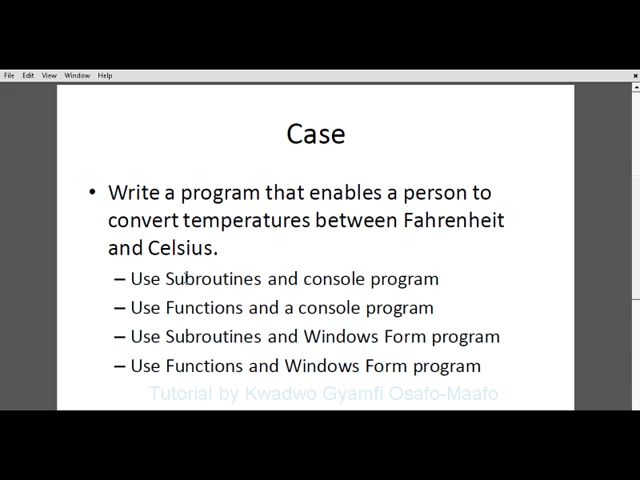 File Edit View Window Help
Case
• Write a program that enables a person to
convert temperatures between Fahrenheit
and Celsius.
– Use Subroutines and console program
– Use Functions and a console program
– Use Subroutines and Windows Form program
– Use Functions and Windows Form program
Tutorial by Kwadwo Gyamfi Osafo-Maafo